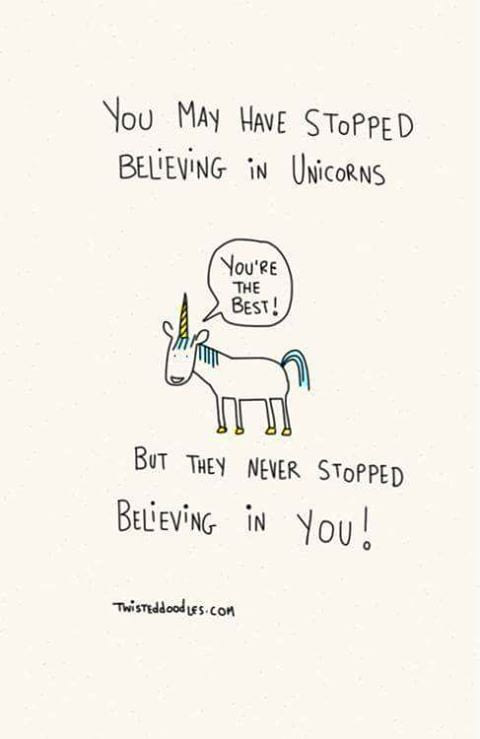 You May Have Stopped
Believing in Unicorns
You're
the
Best!
But They Never Stopped
Believing in You!
Twisteddoodles.com